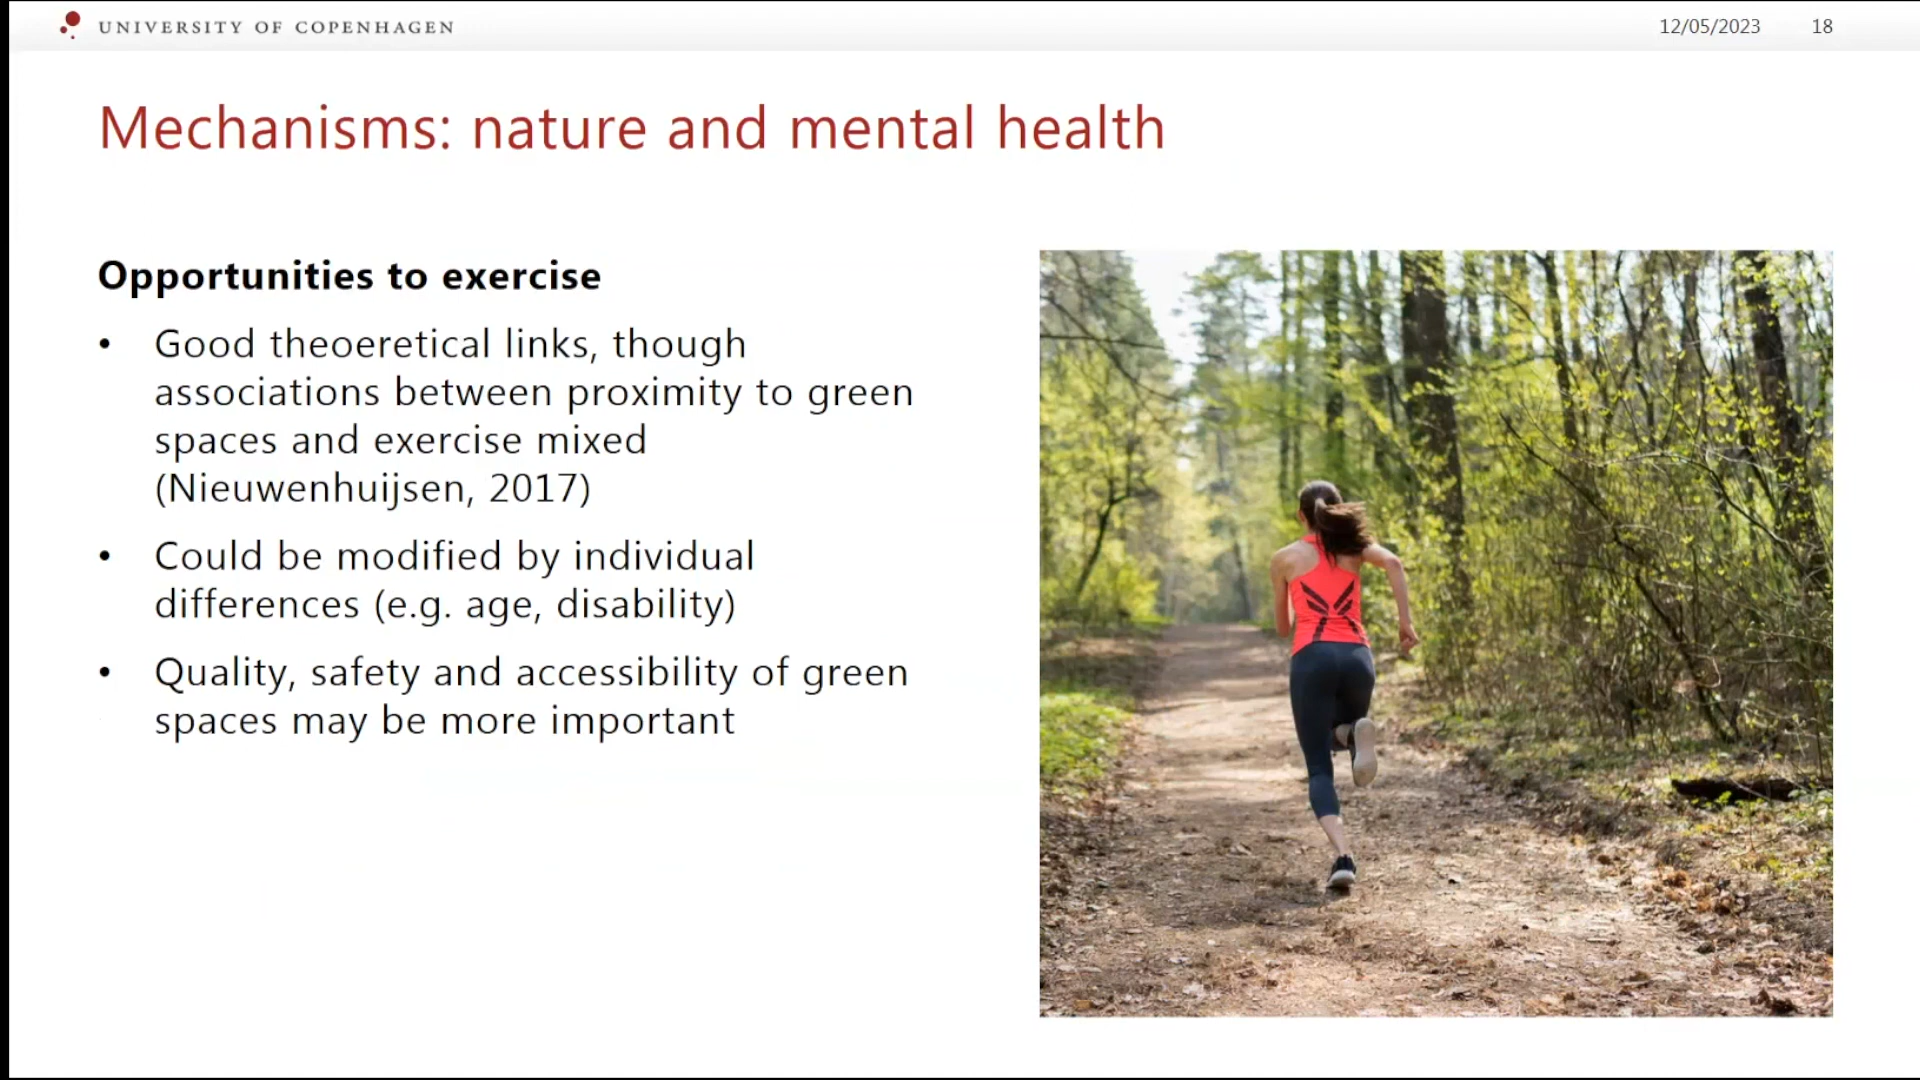 UNIVERSITY OF COPENHAGEN
12/05/2023 18
Mechanisms: nature and mental health
Opportunities to exercise
• Good theoeretical links, though
associations between proximity to green
spaces and exercise mixed
(Nieuwenhuijsen, 2017)
• Could be modified by individual
differences (e.g. age, disability)
• Quality, safety and accessibility of green
spaces may be more important